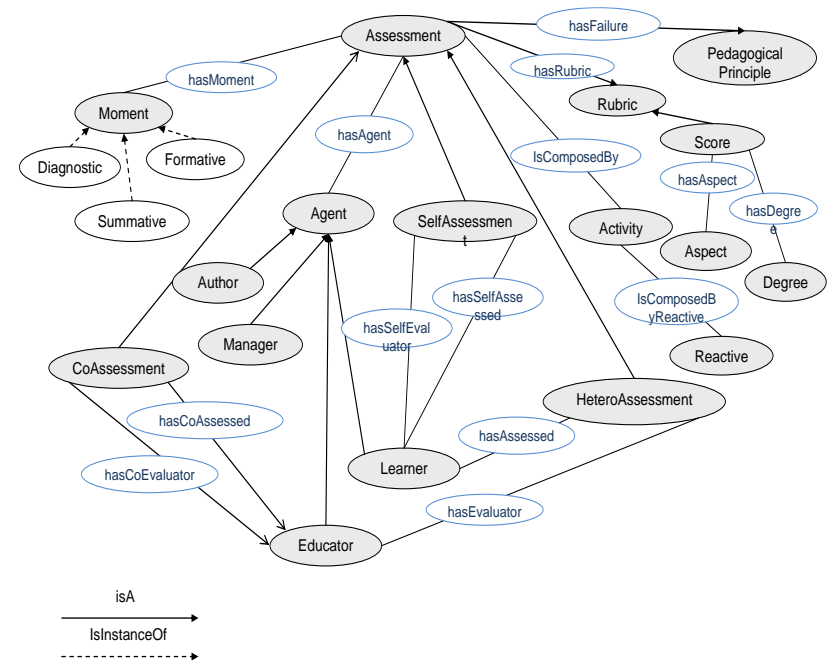 hasFailure
Assessment
Pedagogical
Principle
hasRubric
hasMoment
Rubric
Moment
hasAgent
Score
IsComposedBy
Diagnostic
Formative
hasAspect
hasDegre
e
Summative
Agent
SelfAssessmen
t
Activity
Aspect
Author
Degree
hasSelfAsse
ssed
IsComposedB
yReactive
hasSelfEval
uator
Manager
Reactive
CoAssessment
HeteroAssessment
hasCoAssessed
hasAssessed
Learner
hasCoEvaluator
hasEvaluator
Educator
isA
IsInstanceOf